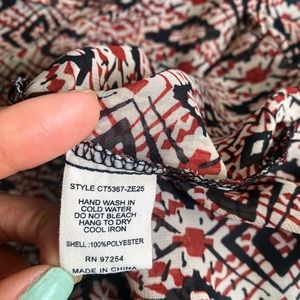 STYLE CT5367-ZE25
HAND WASH IN
COLD WATER
DO NOT BLEACH
HANG TO DRY
COOL IRON
SHELL :100%POLYESTER
RN 97254
MADE IN CHINA